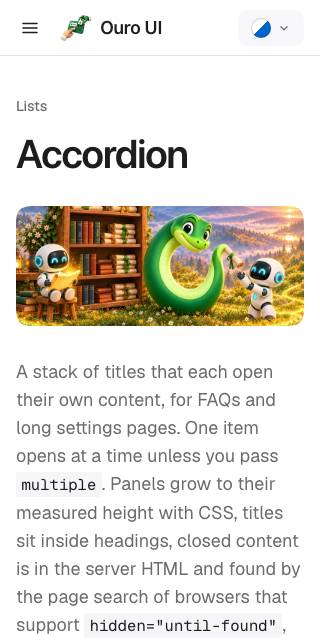 Ouro UI
Lists
Accordion
A stack of titles that each open
their own content, for FAQs and
long settings pages. One item
opens at a time unless you pass
multiple. Panels grow to their
measured height with CSS, titles
sit inside headings, closed content
is in the server HTML and found by
the page search of browsers that
support hidden="until-found",